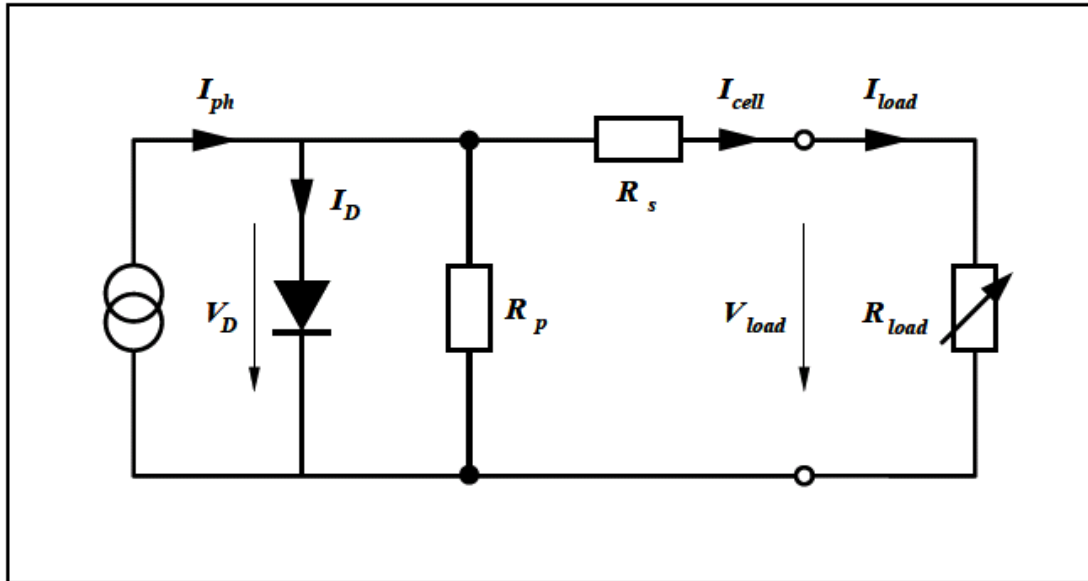 I_ph
I_cell
I_load
I_D
R_s
V_D
R_p
V_load
R_load